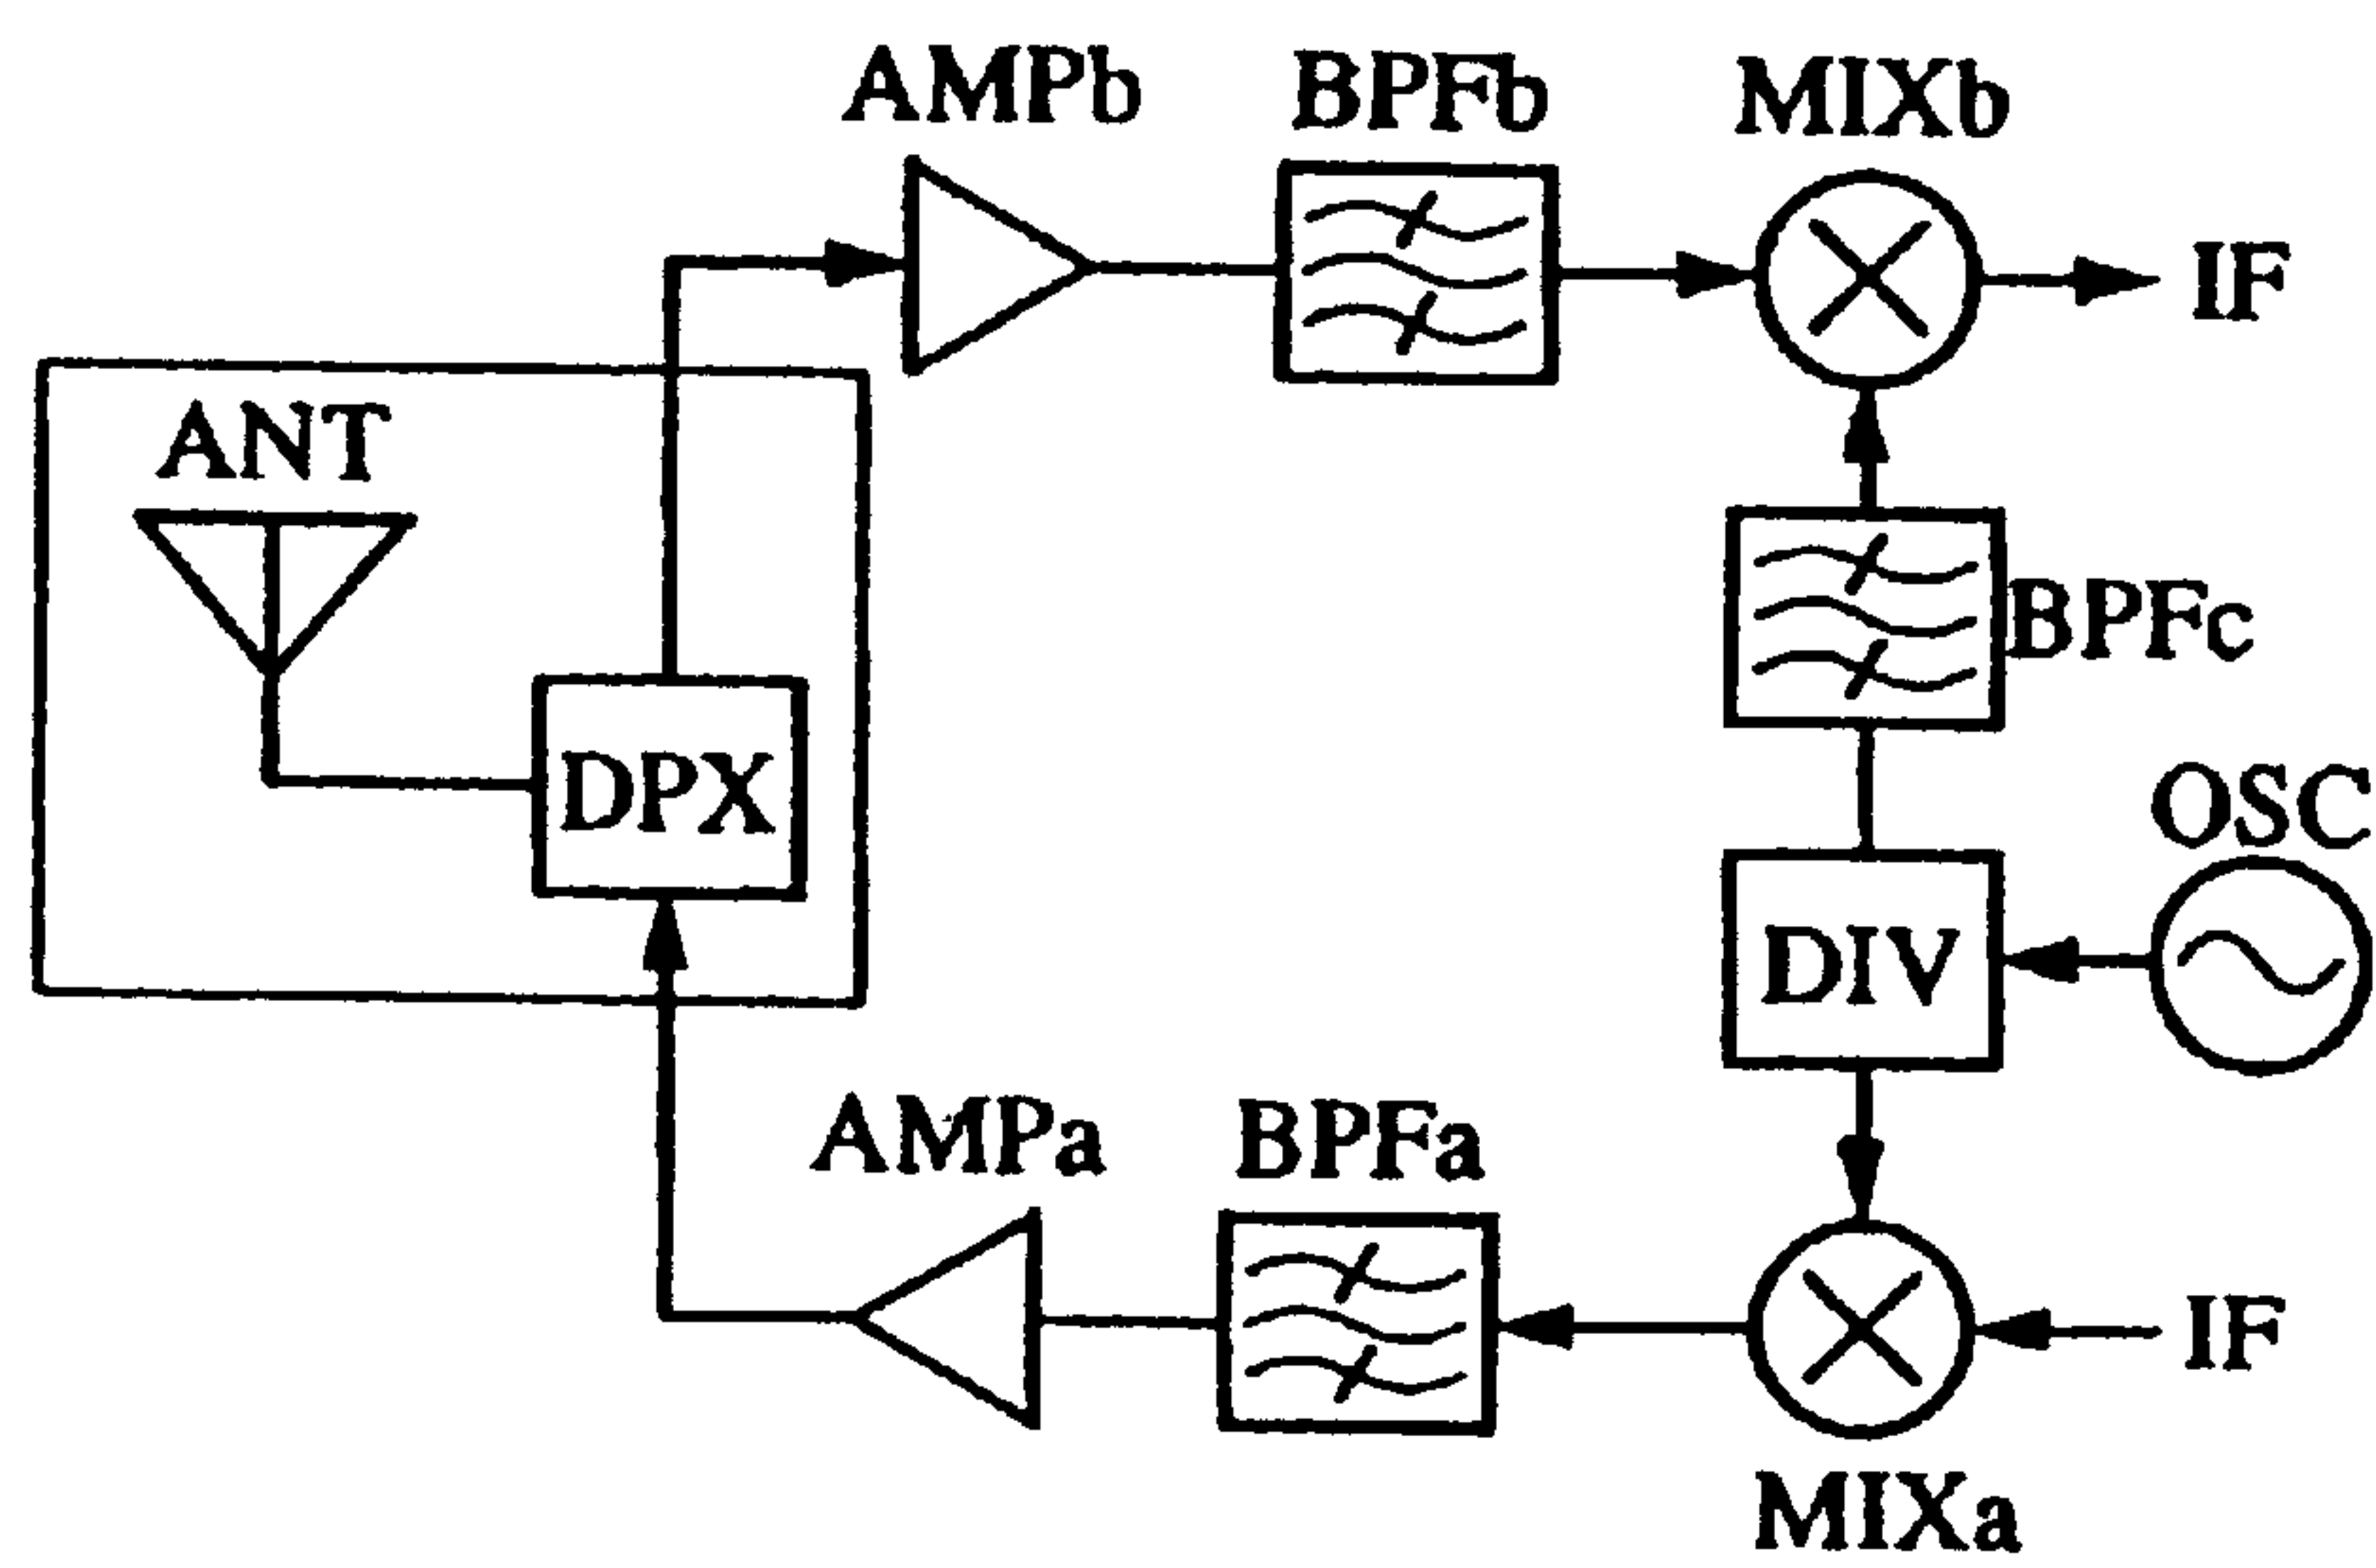 AMPb
BPFb
MIXb
IF
ANT
BPFc
DPX
OSC
DIV
AMPa
BPFa
IF
MIXa